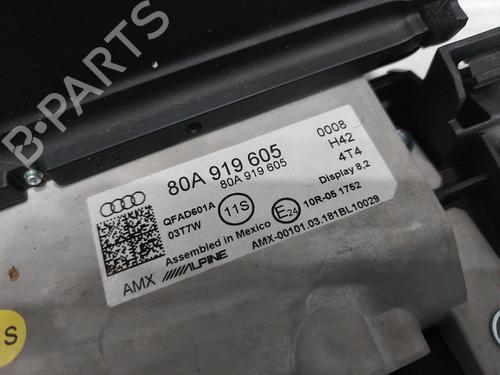 B-PARTS
80A 919 605
80A 919 605
0008
H42
4T4
Display 8,2
QFAD601A
03T7W
11S
E24
10R-05 1752
Assembled in Mexico
AMX-00101.03.181BL10029
AMX ALPINE
S